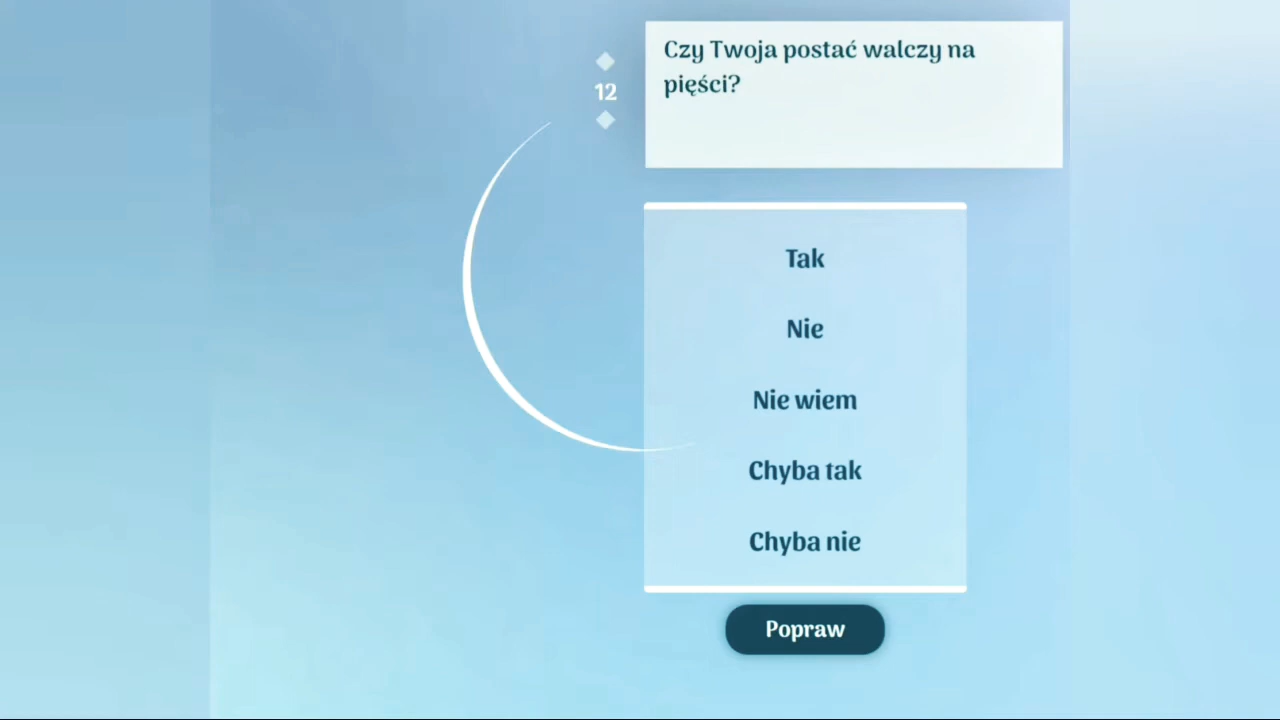 12
Czy Twoja postać walczy na
pięści?
Tak
Nie
Nie wiem
Chyba tak
Chyba nie
Popraw